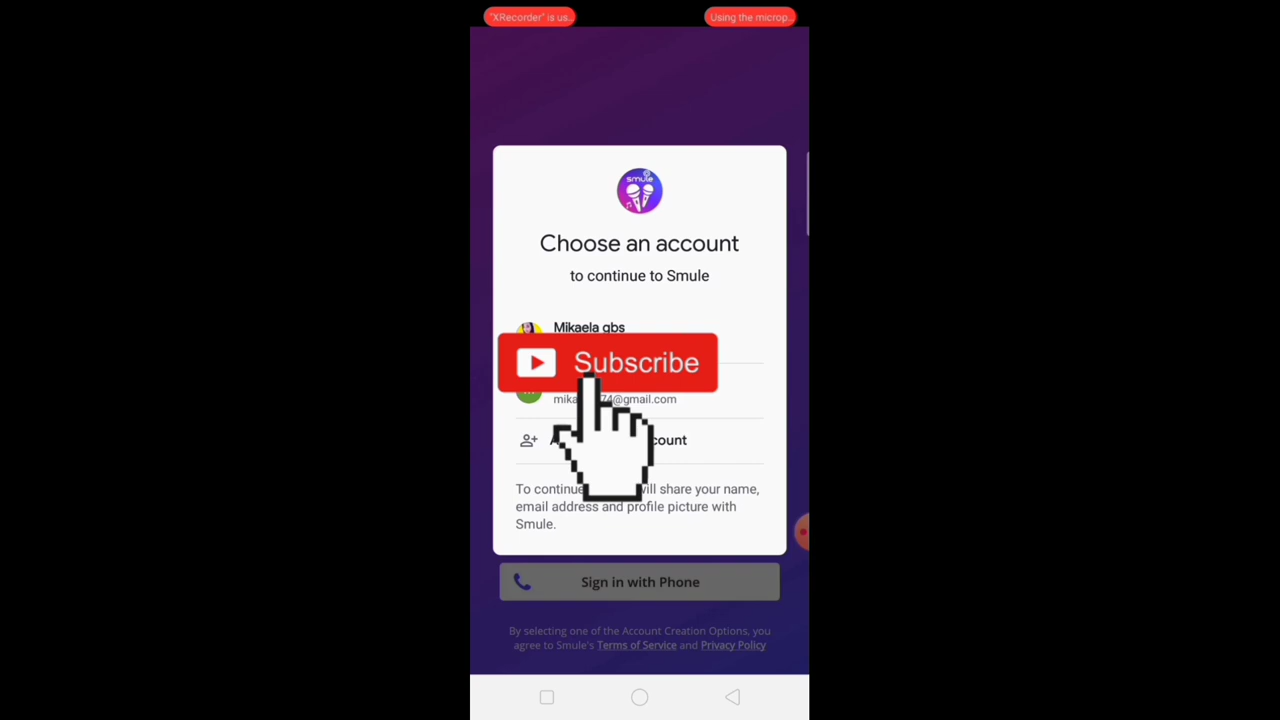 "XRecorder" is us...
Using the microp...
smule
Choose an account
to continue to Smule
Mikaela gbs
Subscribe
74@gmail.com
count
To continue ill share your name,
email address and profile picture with
Smule.
Sign in with Phone
By selecting one of the Account Creation Options, you
agree to Smule's Terms of Service and Privacy Policy